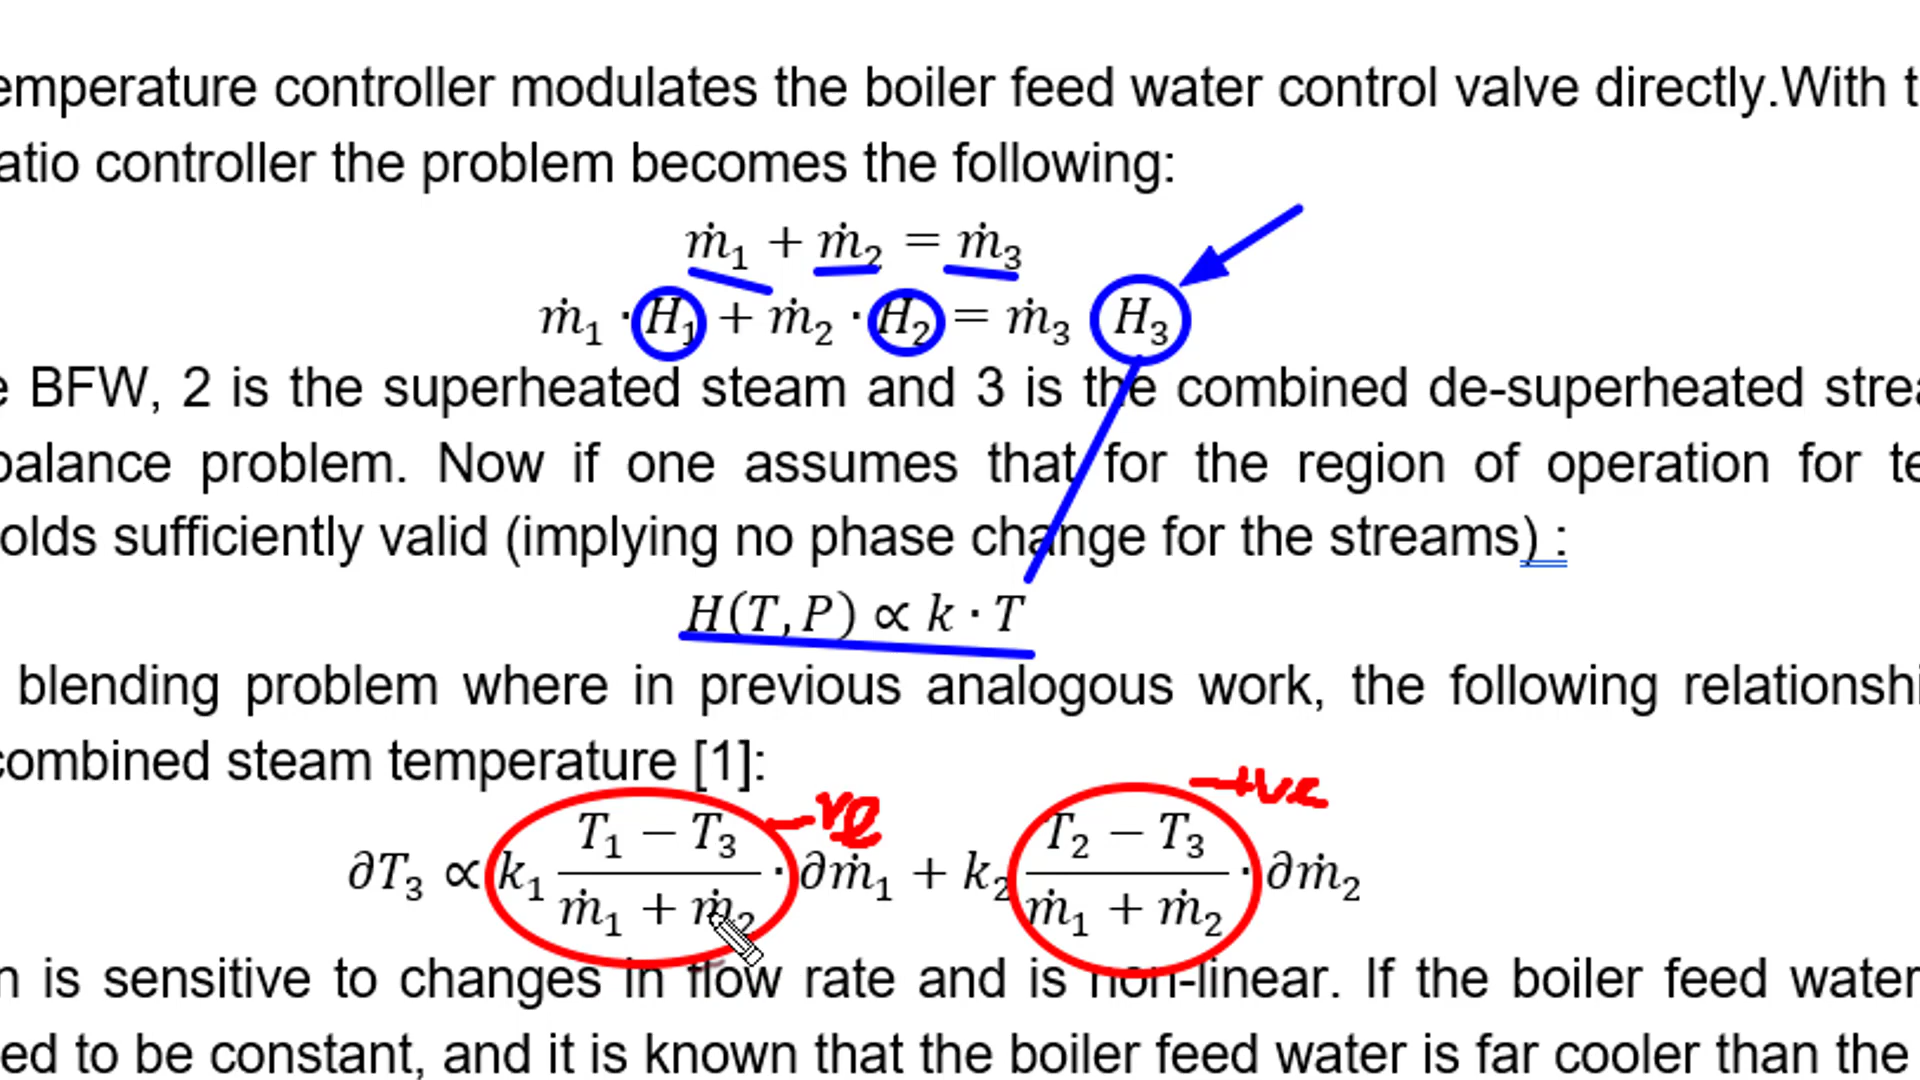 emperature controller modulates the boiler feed water control valve directly.With t
atio controller the problem becomes the following:
ṁ₁ + ṁ₂ = ṁ₃
ṁ₁ · H₁ + ṁ₂ · H₂ = ṁ₃ H₃
e BFW, 2 is the superheated steam and 3 is the combined de-superheated strea
balance problem. Now if one assumes that for the region of operation for te
olds sufficiently valid (implying no phase change for the streams) :
H(T, P) ∝ k · T
blending problem where in previous analogous work, the following relationshi
combined steam temperature [1]:
-ve +ve
∂T₃ ∝ k₁ (T₁ − T₃)/(ṁ₁ + ṁ₂) · ∂ṁ₁ + k₂ (T₂ − T₃)/(ṁ₁ + ṁ₂) · ∂ṁ₂
n is sensitive to changes in flow rate and is non-linear. If the boiler feed water
ed to be constant, and it is known that the boiler feed water is far cooler than the